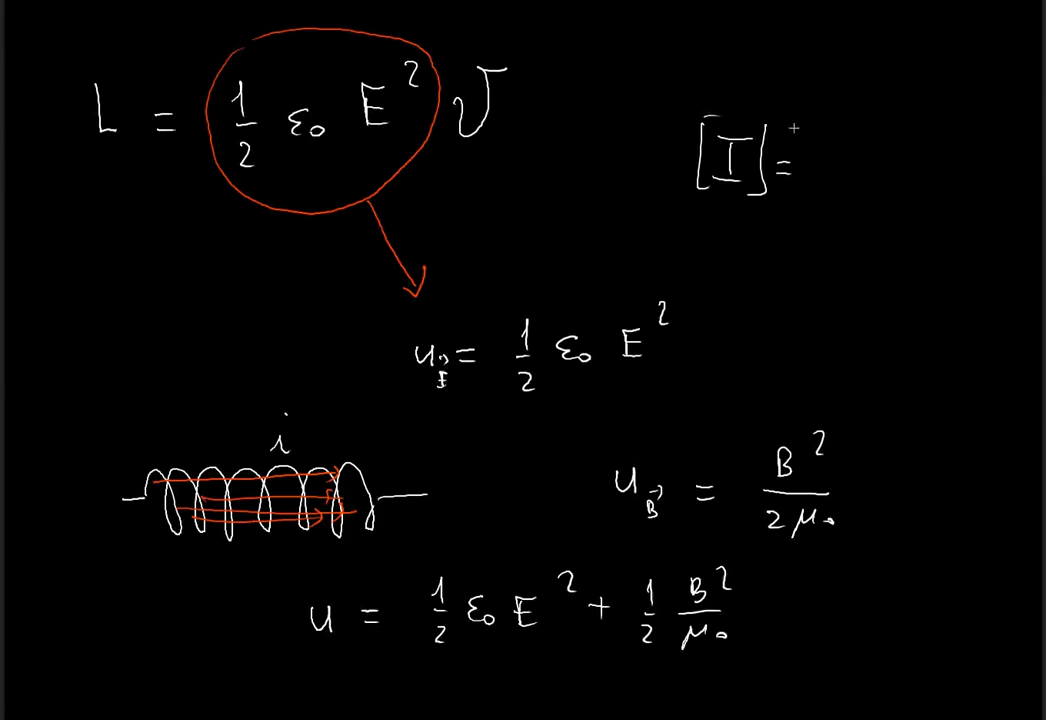 L = 1/2 ε₀ E² V
[I] =
u_E⃗ = 1/2 ε₀ E²
i
u_B⃗ = B² / 2μ₀
u = 1/2 ε₀ E² + 1/2 B²/μ₀